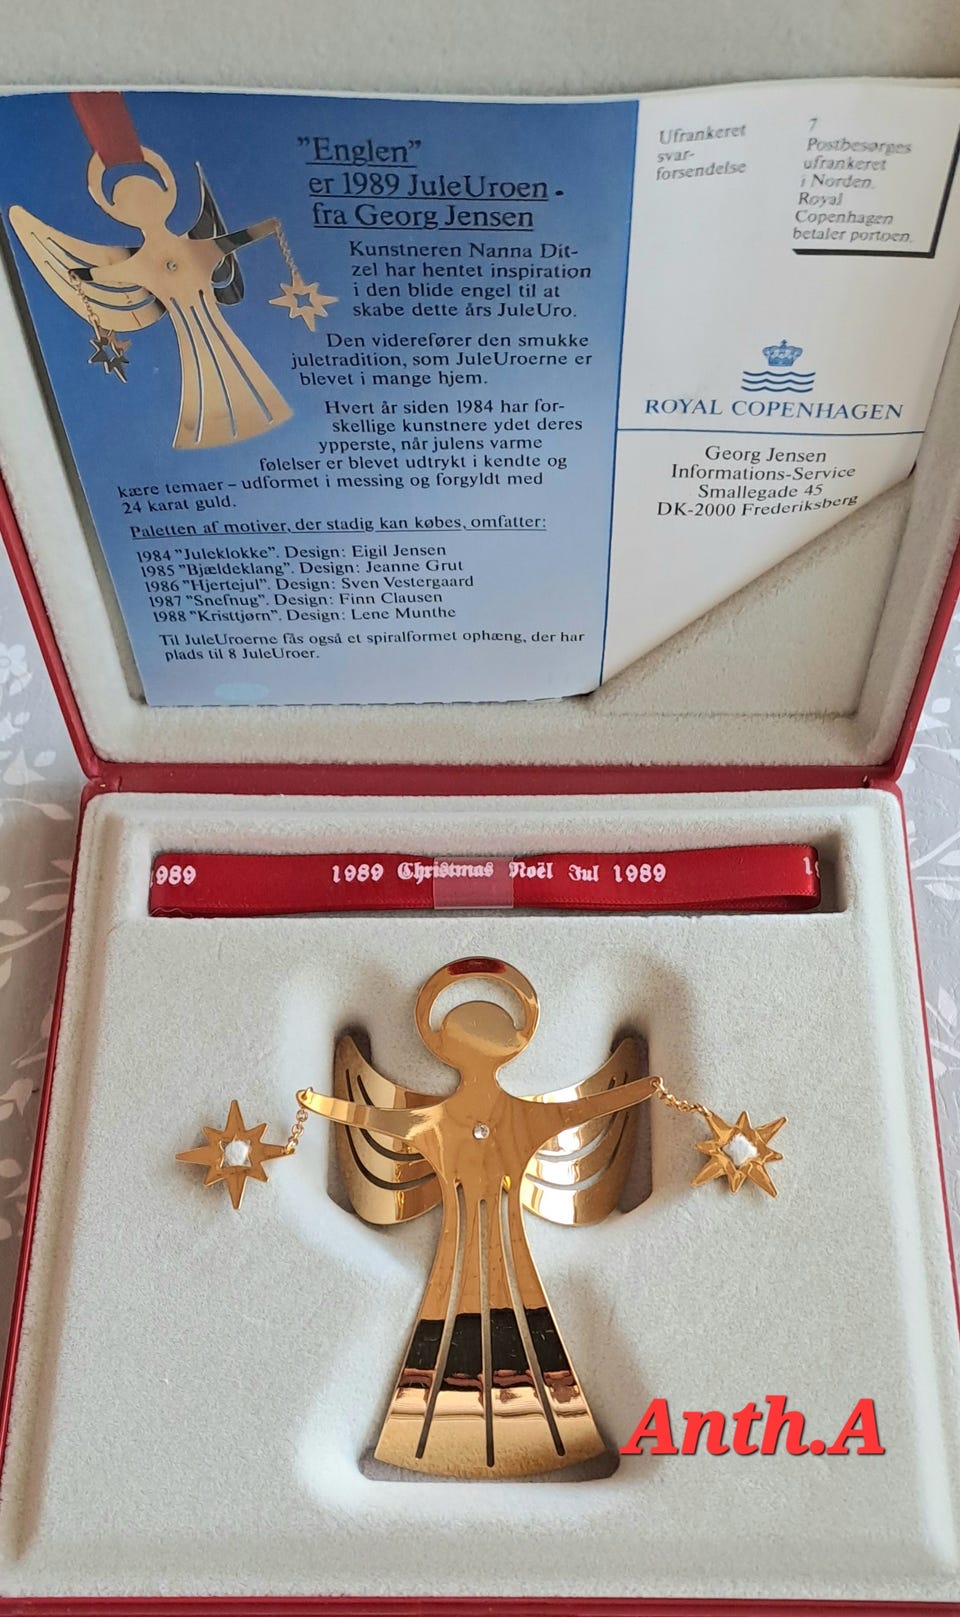 "Englen"
er 1989 JuleUroen -
fra Georg Jensen
Kunstneren Nanna Dit-
zel har hentet inspiration
i den blide engel til at
skabe dette års JuleUro.
Den viderefører den smukke
juletradition, som JuleUroerne er
blevet i mange hjem.
Hvert år siden 1984 har for-
skellige kunstnere ydet deres
ypperste, når julens varme
følelser er blevet udtrykt i kendte og
kære temaer – udformet i messing og forgyldt med
24 karat guld.
Paletten af motiver, der stadig kan købes, omfatter:
1984 "Juleklokke". Design: Eigil Jensen
1985 "Bjældeklang". Design: Jeanne Grut
1986 "Hjertejul". Design: Sven Vestergaard
1987 "Snefnug". Design: Finn Clausen
1988 "Kristtjørn". Design: Lene Munthe
Til JuleUroerne fås også et spiralformet ophæng, der har
plads til 8 JuleUroer.
Ufrankeret
svar-
forsendelse
7
Postbesørges
ufrankeret
i Norden.
Royal
Copenhagen
betaler portoen.
ROYAL COPENHAGEN
Georg Jensen
Informations-Service
Smallegade 45
DK-2000 Frederiksberg
1989 1989 Christmas Noël Jul 1989 1
Anth.A